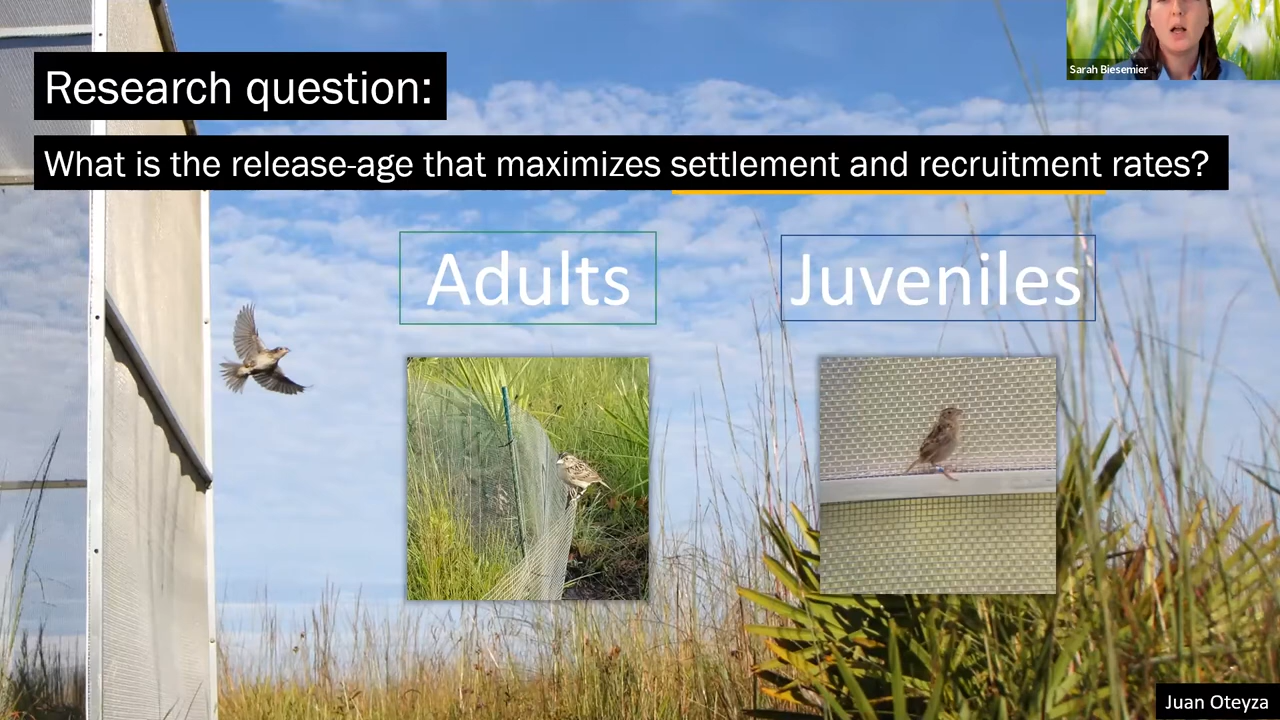 Sarah Biesemier
Research question:
What is the release-age that maximizes settlement and recruitment rates?
Adults
Juveniles
Juan Oteyza